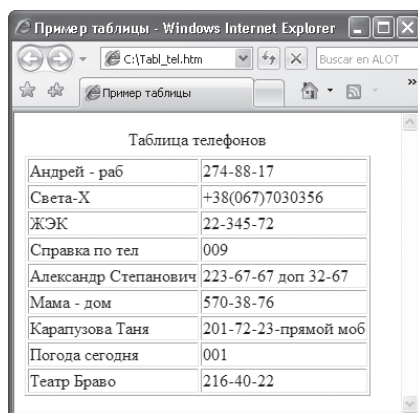 Пример таблицы - Windows Internet Explorer
C:\Tabl_tel.htm
Buscar en ALOT
Пример таблицы
Таблица телефонов
Андрей - раб 274-88-17
Света-X +38(067)7030356
ЖЭК 22-345-72
Справка по тел 009
Александр Степанович 223-67-67 доп 32-67
Мама - дом 570-38-76
Карапузова Таня 201-72-23-прямой моб
Погода сегодня 001
Театр Браво 216-40-22